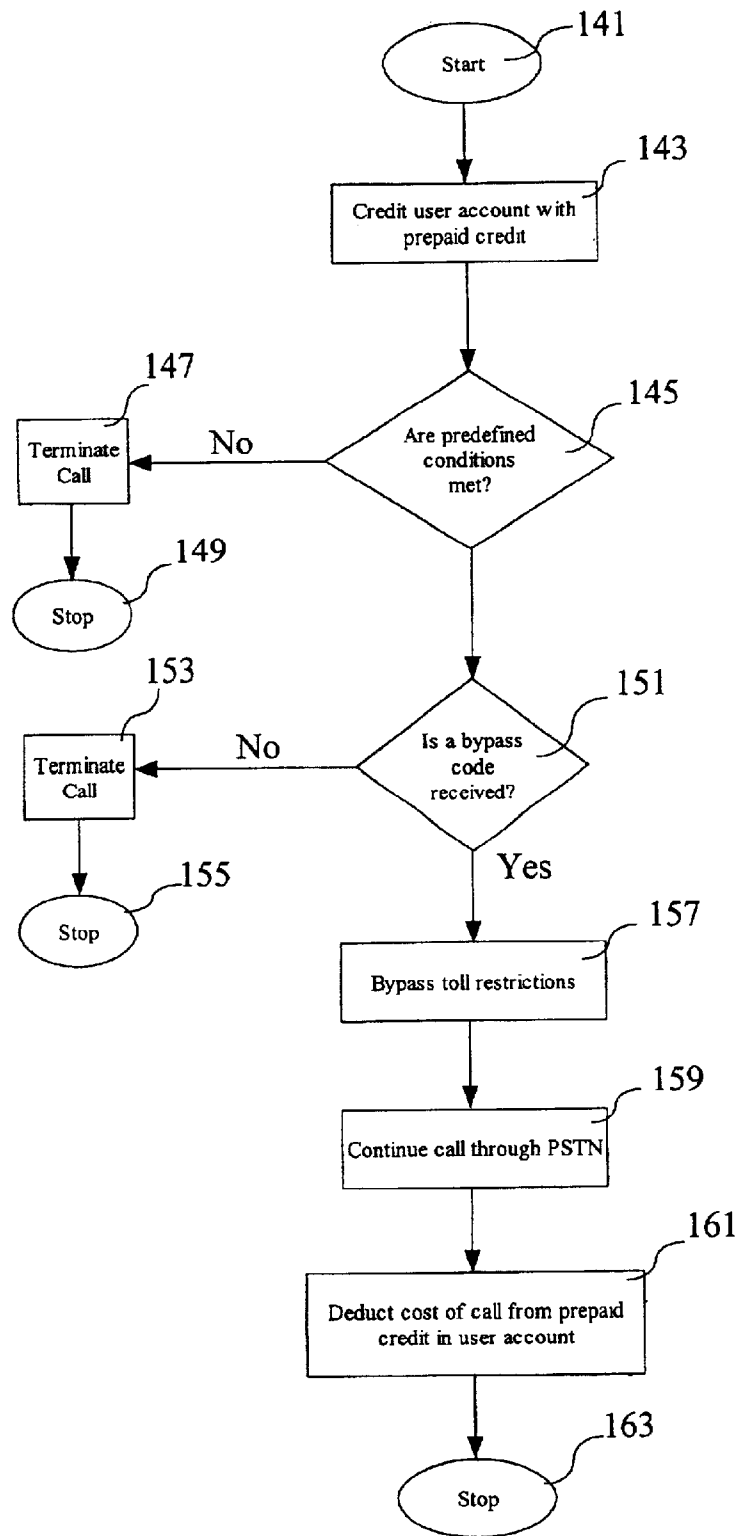 141
Start
143
Credit user account with
prepaid credit
147
145
Terminate
Call
No
Are predefined
conditions
met?
149
Stop
153
151
Terminate
Call
No
Is a bypass
code
received?
155
Stop
Yes
157
Bypass toll restrictions
159
Continue call through PSTN
161
Deduct cost of call from prepaid
credit in user account
163
Stop